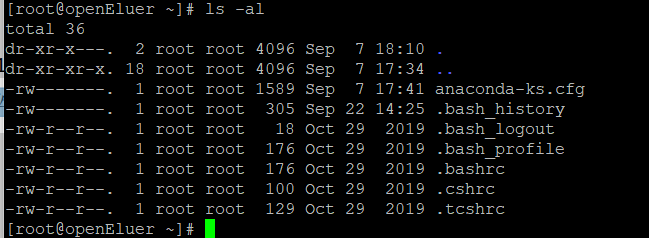 [root@openEluer ~]# ls -al
total 36
dr-xr-x---.  2 root root 4096 Sep  7 18:10 .
dr-xr-xr-x. 18 root root 4096 Sep  7 17:34 ..
-rw-------.  1 root root 1589 Sep  7 17:41 anaconda-ks.cfg
-rw-------.  1 root root  305 Sep 22 14:25 .bash_history
-rw-r--r--.  1 root root   18 Oct 29  2019 .bash_logout
-rw-r--r--.  1 root root  176 Oct 29  2019 .bash_profile
-rw-r--r--.  1 root root  176 Oct 29  2019 .bashrc
-rw-r--r--.  1 root root  100 Oct 29  2019 .cshrc
-rw-r--r--.  1 root root  129 Oct 29  2019 .tcshrc
[root@openEluer ~]#